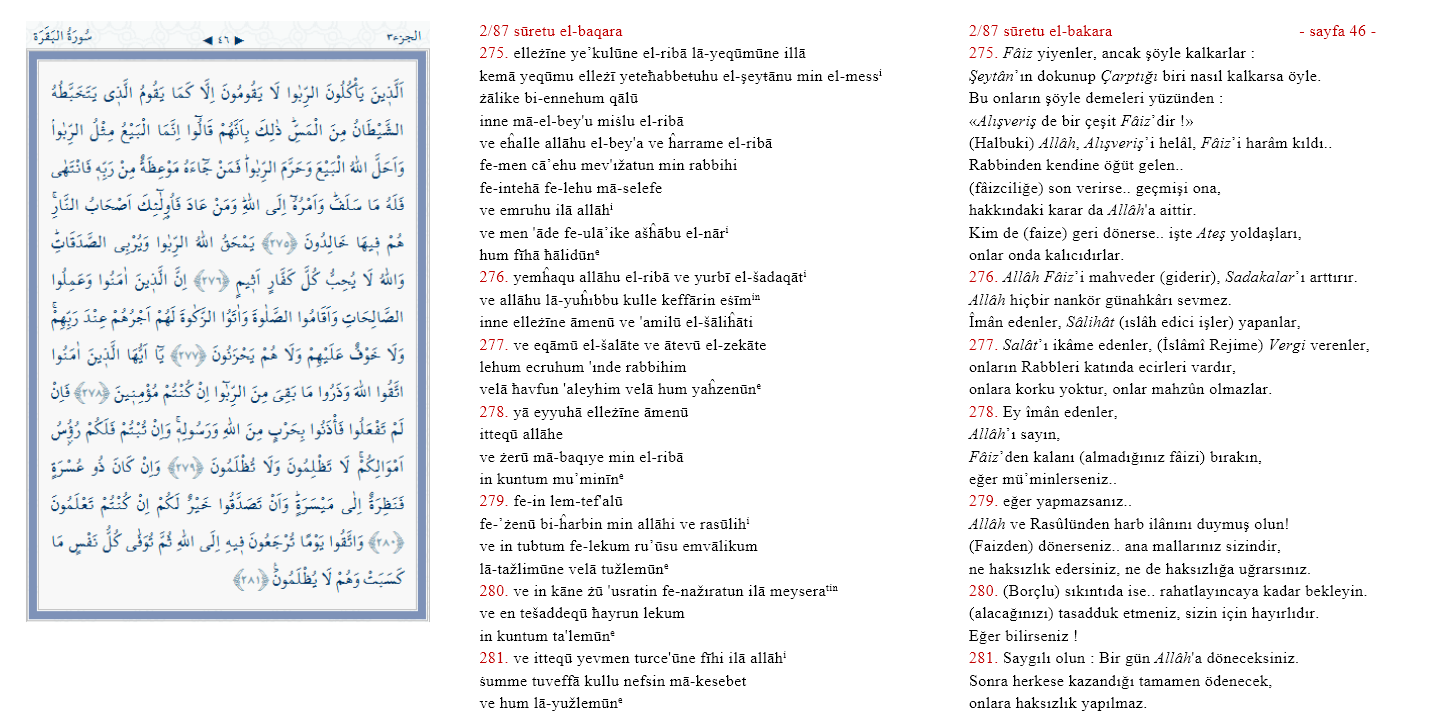 الجزء٣
◀ ٤٦ ▶
سُورَةُ الْبَقَرَة
اَلَّذ۪ينَ يَأْكُلُونَ الرِّبٰوا لَا يَقُومُونَ اِلَّا كَمَا يَقُومُ الَّذ۪ي يَتَخَبَّطُهُ
الشَّيْطَانُ مِنَ الْمَسِّۜ ذٰلِكَ بِاَنَّهُمْ قَالُٓوا اِنَّمَا الْبَيْعُ مِثْلُ الرِّبٰواۢ
وَاَحَلَّ اللّٰهُ الْبَيْعَ وَحَرَّمَ الرِّبٰواۜ فَمَنْ جَٓاءَهُ مَوْعِظَةٌ مِنْ رَبِّه۪ فَانْتَهٰى
فَلَهُ مَا سَلَفَۜ وَاَمْرُهُٓ اِلَى اللّٰهِۜ وَمَنْ عَادَ فَاُو۬لٰٓئِكَ اَصْحَابُ النَّارِۚ
هُمْ ف۪يهَا خَالِدُونَ ﴿٢٧٥﴾ يَمْحَقُ اللّٰهُ الرِّبٰوا وَيُرْبِي الصَّدَقَاتِۜ
وَاللّٰهُ لَا يُحِبُّ كُلَّ كَفَّارٍ اَث۪يمٍ ﴿٢٧٦﴾ اِنَّ الَّذ۪ينَ اٰمَنُوا وَعَمِلُوا
الصَّالِحَاتِ وَاَقَامُوا الصَّلٰوةَ وَاٰتَوُا الزَّكٰوةَ لَهُمْ اَجْرُهُمْ عِنْدَ رَبِّهِمْۚ
وَلَا خَوْفٌ عَلَيْهِمْ وَلَا هُمْ يَحْزَنُونَ ﴿٢٧٧﴾ يَٓا اَيُّهَا الَّذ۪ينَ اٰمَنُوا
اتَّقُوا اللّٰهَ وَذَرُوا مَا بَقِيَ مِنَ الرِّبٰٓوا اِنْ كُنْتُمْ مُؤْمِن۪ينَ ﴿٢٧٨﴾ فَاِنْ
لَمْ تَفْعَلُوا فَأْذَنُوا بِحَرْبٍ مِنَ اللّٰهِ وَرَسُولِه۪ۚ وَاِنْ تُبْتُمْ فَلَكُمْ رُؤُ۫سُ
اَمْوَالِكُمْۚ لَا تَظْلِمُونَ وَلَا تُظْلَمُونَ ﴿٢٧٩﴾ وَاِنْ كَانَ ذُو عُسْرَةٍ
فَنَظِرَةٌ اِلٰى مَيْسَرَةٍۜ وَاَنْ تَصَدَّقُوا خَيْرٌ لَكُمْ اِنْ كُنْتُمْ تَعْلَمُونَ
﴿٢٨٠﴾ وَاتَّقُوا يَوْمًا تُرْجَعُونَ ف۪يهِ اِلَى اللّٰهِ ثُمَّ تُوَفّٰى كُلُّ نَفْسٍ مَا
كَسَبَتْ وَهُمْ لَا يُظْلَمُونَ۟ ﴿٢٨١﴾
2/87 sūretu el-baqara
275. elleżīne ye’kulūne el-ribā lā-yeqūmūne illā
kemā yeqūmu elleżī yeteħabbeṭuhu el-şeyṭānu min el-messⁱ
żālike bi-ennehum qālū
inne mā-el-bey'u miślu el-ribā
ve eĥalle allāhu el-bey'a ve ĥarrame el-ribā
fe-men cā’ehu mev'ıžatun min rabbihi
fe-intehā fe-lehu mā-selefe
ve emruhu ilā allāhⁱ
ve men 'āde fe-ulā’ike ašĥābu el-nārⁱ
hum fīhā ħālidūnᵉ
276. yemĥaqu allāhu el-ribā ve yurbī el-šadaqātⁱ
ve allāhu lā-yuĥıbbu kulle keffārin eśīmⁱⁿ
inne elleżīne āmenū ve 'amilū el-šāliĥāti
277. ve eqāmū el-šalāte ve ātevū el-zekāte
lehum ecruhum 'ınde rabbihim
velā ħavfun 'aleyhim velā hum yaĥzenūnᵉ
278. yā eyyuhā elleżīne āmenū
itteqū allāhe
ve żerū mā-baqıye min el-ribā
in kuntum mu’minīnᵉ
279. fe-in lem-tef'alū
fe-’żenū bi-ĥarbin min allāhi ve rasūlihⁱ
ve in tubtum fe-lekum ru’ūsu emvālikum
lā-tažlimūne velā tužlemūnᵉ
280. ve in kāne żū 'usratin fe-nažıratun ilā meyseraᵗⁱⁿ
ve en tešaddeqū ħayrun lekum
in kuntum ta'lemūnᵉ
281. ve itteqū yevmen turce'ūne fīhi ilā allāhⁱ
śumme tuveffā kullu nefsin mā-kesebet
ve hum lā-yužlemūnᵉ
2/87 sūretu el-bakara - sayfa 46 -
275. Fâiz yiyenler, ancak şöyle kalkarlar :
Şeytân’ın dokunup Çarptığı biri nasıl kalkarsa öyle.
Bu onların şöyle demeleri yüzünden :
«Alışveriş de bir çeşit Fâiz’dir !»
(Halbuki) Allâh, Alışveriş’i helâl, Fâiz’i harâm kıldı..
Rabbinden kendine öğüt gelen..
(fâizciliğe) son verirse.. geçmişi ona,
hakkındaki karar da Allâh'a aittir.
Kim de (faize) geri dönerse.. işte Ateş yoldaşları,
onlar onda kalıcıdırlar.
276. Allâh Fâiz’i mahveder (giderir), Sadakalar’ı arttırır.
Allâh hiçbir nankör günahkârı sevmez.
Îmân edenler, Sâlihât (ıslâh edici işler) yapanlar,
277. Salât’ı ikâme edenler, (İslâmî Rejime) Vergi verenler,
onların Rabbleri katında ecirleri vardır,
onlara korku yoktur, onlar mahzûn olmazlar.
278. Ey îmân edenler,
Allâh’ı sayın,
Fâiz’den kalanı (almadığınız fâizi) bırakın,
eğer mü’minlerseniz..
279. eğer yapmazsanız..
Allâh ve Rasûlünden harb ilânını duymuş olun!
(Faizden) dönerseniz.. ana mallarınız sizindir,
ne haksızlık edersiniz, ne de haksızlığa uğrarsınız.
280. (Borçlu) sıkıntıda ise.. rahatlayıncaya kadar bekleyin.
(alacağınızı) tasadduk etmeniz, sizin için hayırlıdır.
Eğer bilirseniz !
281. Saygılı olun : Bir gün Allâh'a döneceksiniz.
Sonra herkese kazandığı tamamen ödenecek,
onlara haksızlık yapılmaz.